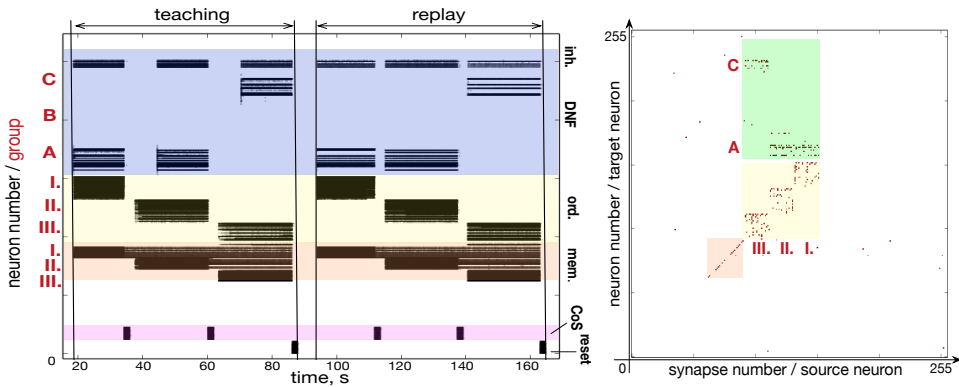 teaching
replay
neuron number / group
C
B
A
I.
II.
III.
I.
II.
III.
0
inh.
DNF
ord.
mem.
CoS
reset
20
40
60
80
100
120
140
160
time, s
255
neuron number / target neuron
C
A
III.
II.
I.
0
255
synapse number / source neuron